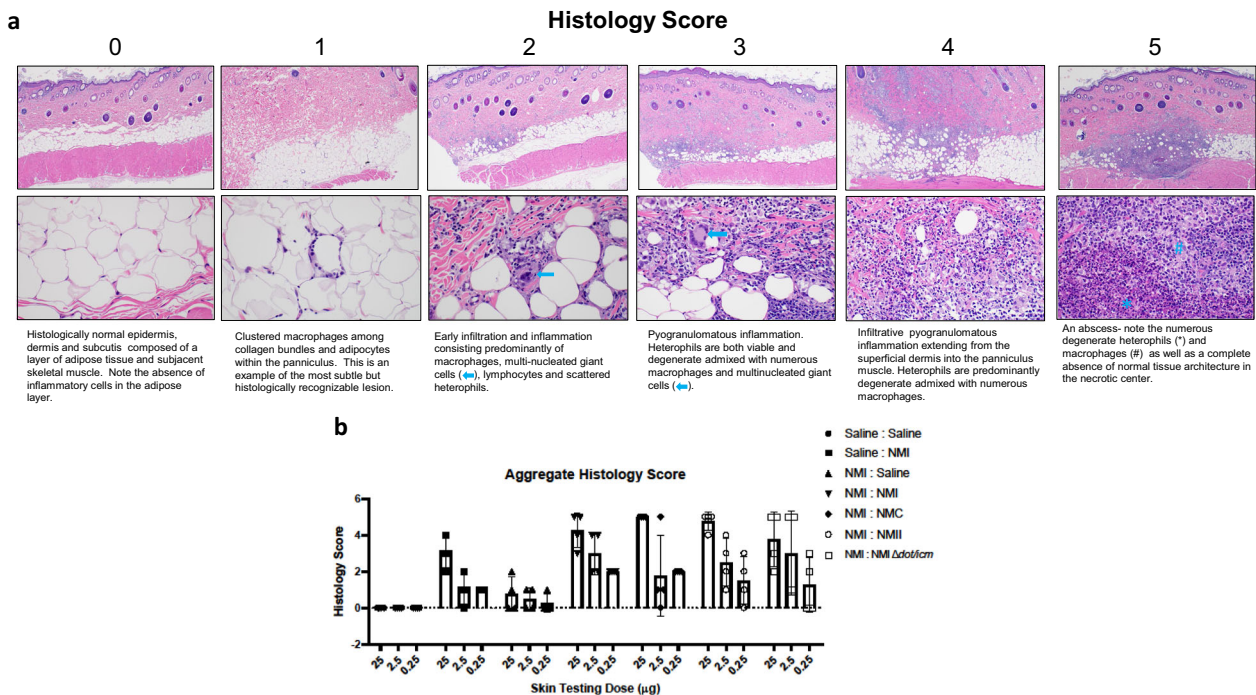 a
Histology Score
0 1 2 3 4 5
#
*
Histologically normal epidermis,
dermis and subcutis composed of a
layer of adipose tissue and subjacent
skeletal muscle. Note the absence of
inflammatory cells in the adipose
layer.
Clustered macrophages among
collagen bundles and adipocytes
within the panniculus. This is an
example of the most subtle but
histologically recognizable lesion.
Early infiltration and inflammation
consisting predominantly of
macrophages, multi-nucleated giant
cells (⬅), lymphocytes and scattered
heterophils.
Pyogranulomatous inflammation.
Heterophils are both viable and
degenerate admixed with numerous
macrophages and multinucleated giant
cells (⬅).
Infiltrative pyogranulomatous
inflammation extending from the
superficial dermis into the panniculus
muscle. Heterophils are predominantly
degenerate admixed with numerous
macrophages.
An abscess- note the numerous
degenerate heterophils (*) and
macrophages (#) as well as a complete
absence of normal tissue architecture in
the necrotic center.
b
Aggregate Histology Score
Histology Score
6
4
2
0
-2
25 2.5 0.25 25 2.5 0.25 25 2.5 0.25 25 2.5 0.25 25 2.5 0.25 25 2.5 0.25 25 2.5 0.25
Skin Testing Dose (μg)
Saline : Saline
Saline : NMI
NMI : Saline
NMI : NMI
NMI : NMC
NMI : NMII
NMI : NMI Δdot/icm